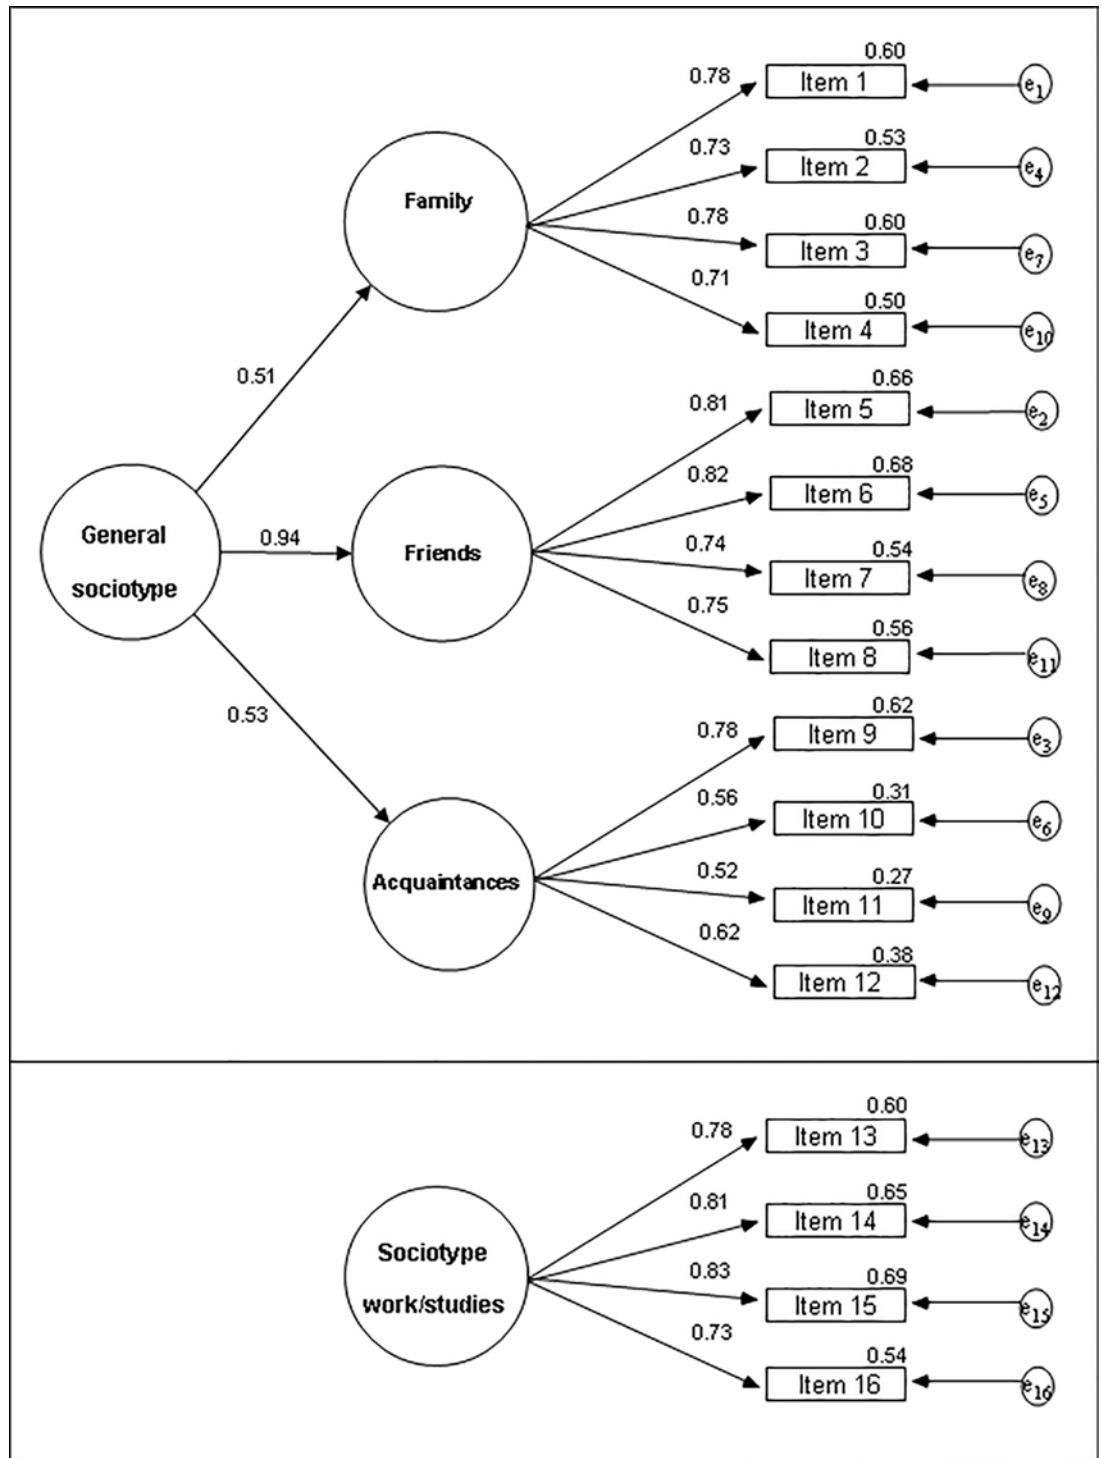 0.60
0.78
Item 1
e1
0.53
0.73
Item 2
e4
0.60
0.78
Item 3
e7
0.50
0.71
Item 4
e10
Family
0.51
0.66
0.81
Item 5
e2
0.68
0.82
Item 6
e5
0.54
0.74
Item 7
e8
0.56
0.75
Item 8
e11
General
sociotype
0.94
Friends
0.53
0.62
0.78
Item 9
e3
0.31
0.56
Item 10
e6
0.27
0.52
Item 11
e9
0.38
0.62
Item 12
e12
Acquaintances
0.60
0.78
Item 13
e13
0.65
0.81
Item 14
e14
0.69
0.83
Item 15
e15
0.54
0.73
Item 16
e16
Sociotype
work/studies